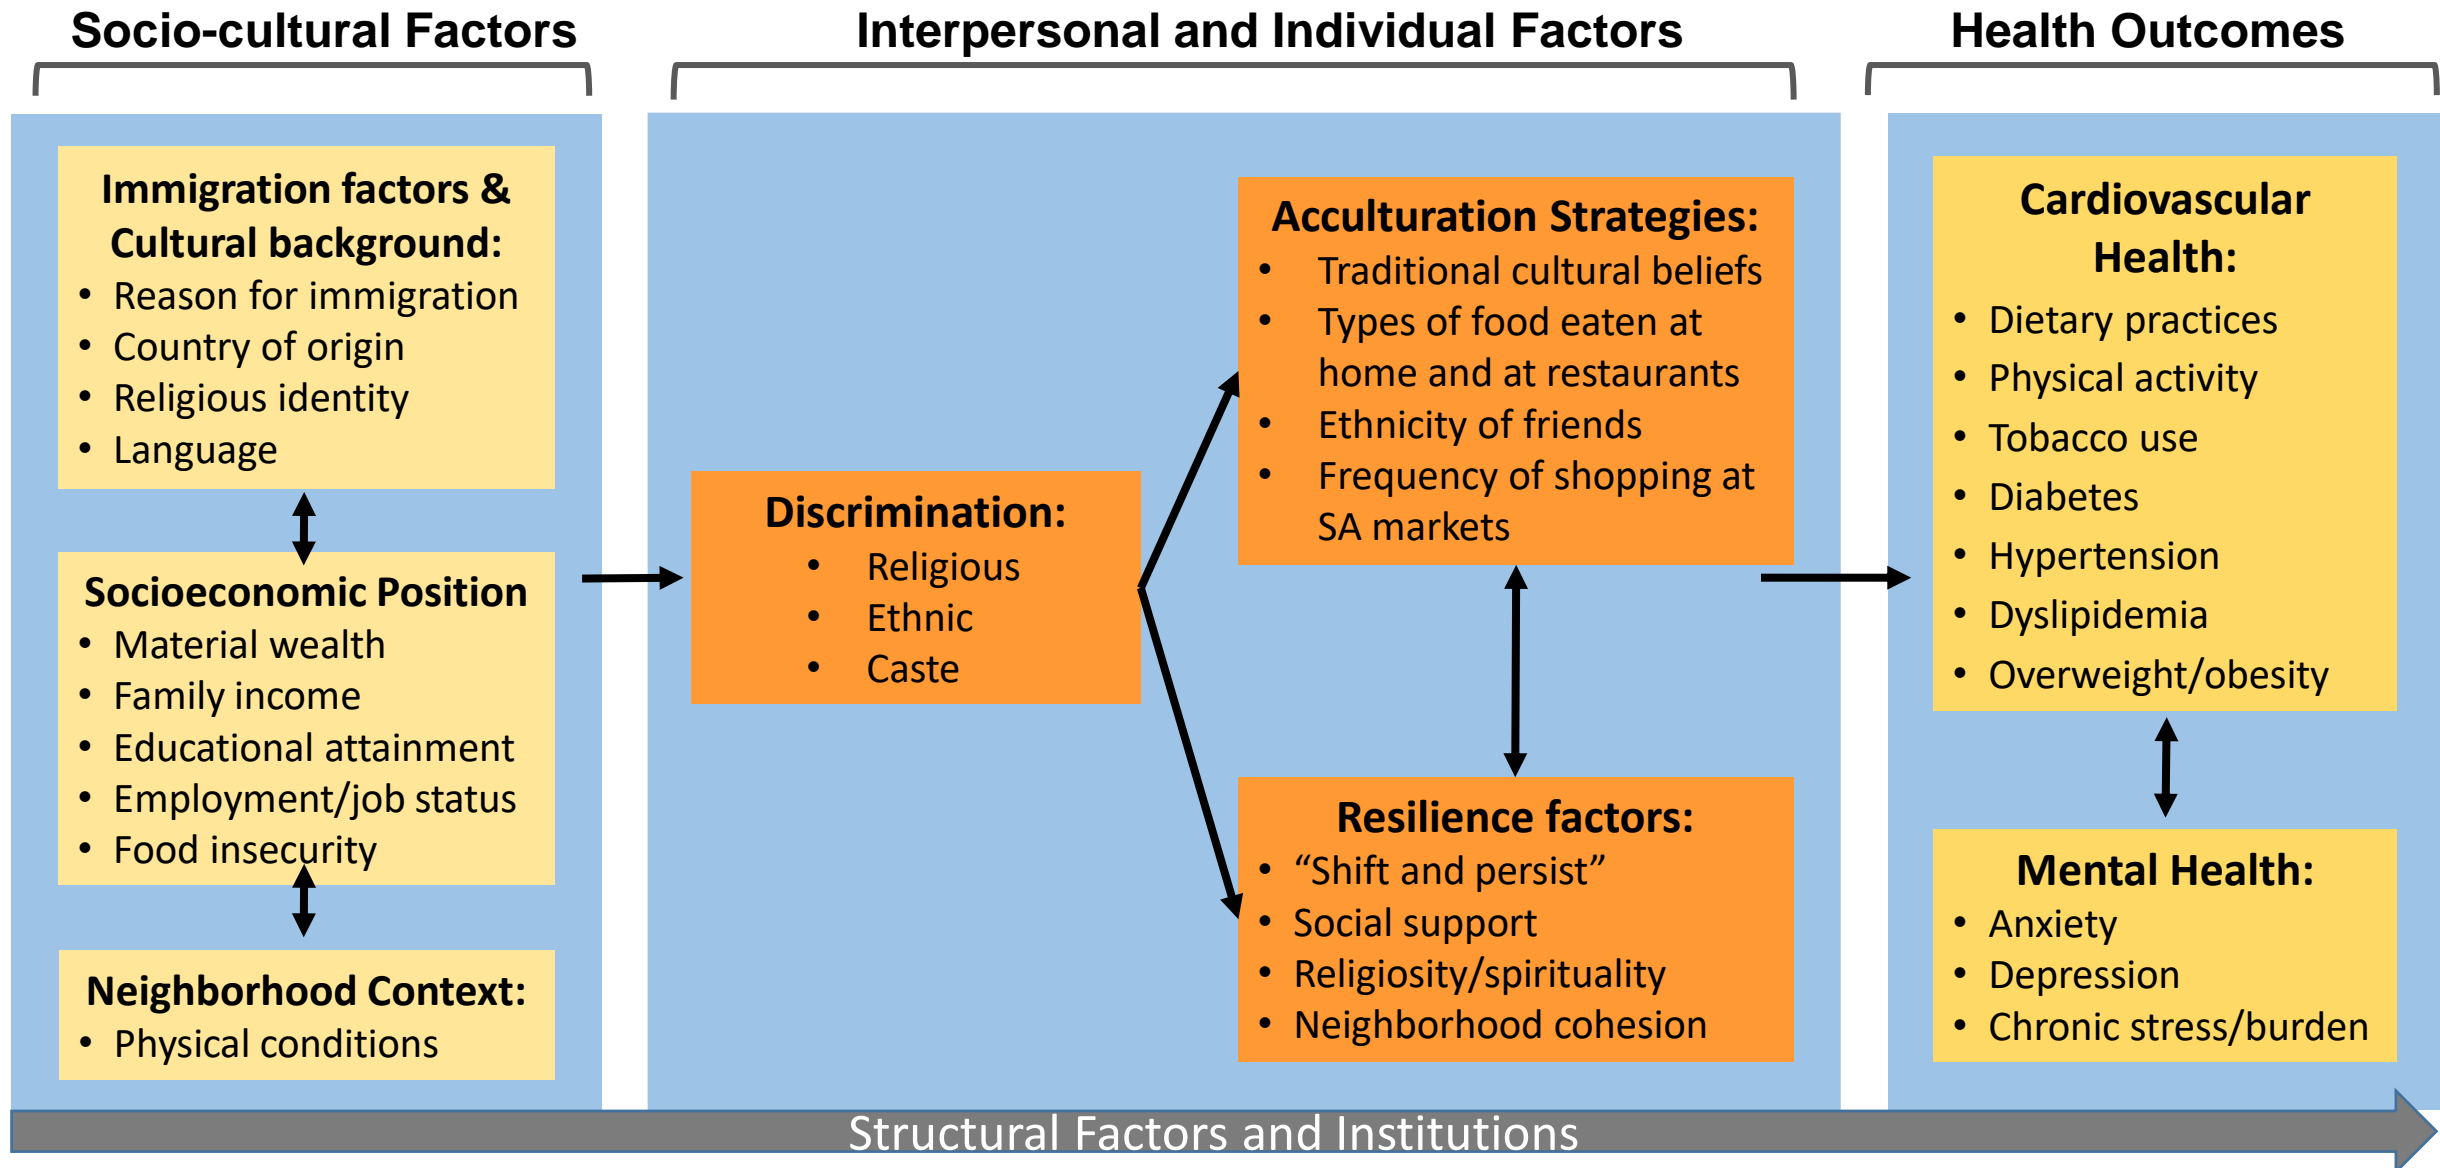 Socio-cultural Factors
Immigration factors &
Cultural background:
• Reason for immigration
• Country of origin
• Religious identity
• Language
Socioeconomic Position
• Material wealth
• Family income
• Educational attainment
• Employment/job status
• Food insecurity
Neighborhood Context:
• Physical conditions
Interpersonal and Individual Factors
Discrimination:
• Religious
• Ethnic
• Caste
Acculturation Strategies:
• Traditional cultural beliefs
• Types of food eaten at
home and at restaurants
• Ethnicity of friends
• Frequency of shopping at
SA markets
Resilience factors:
• “Shift and persist”
• Social support
• Religiosity/spirituality
• Neighborhood cohesion
Health Outcomes
Cardiovascular
Health:
• Dietary practices
• Physical activity
• Tobacco use
• Diabetes
• Hypertension
• Dyslipidemia
• Overweight/obesity
Mental Health:
• Anxiety
• Depression
• Chronic stress/burden
Structural Factors and Institutions